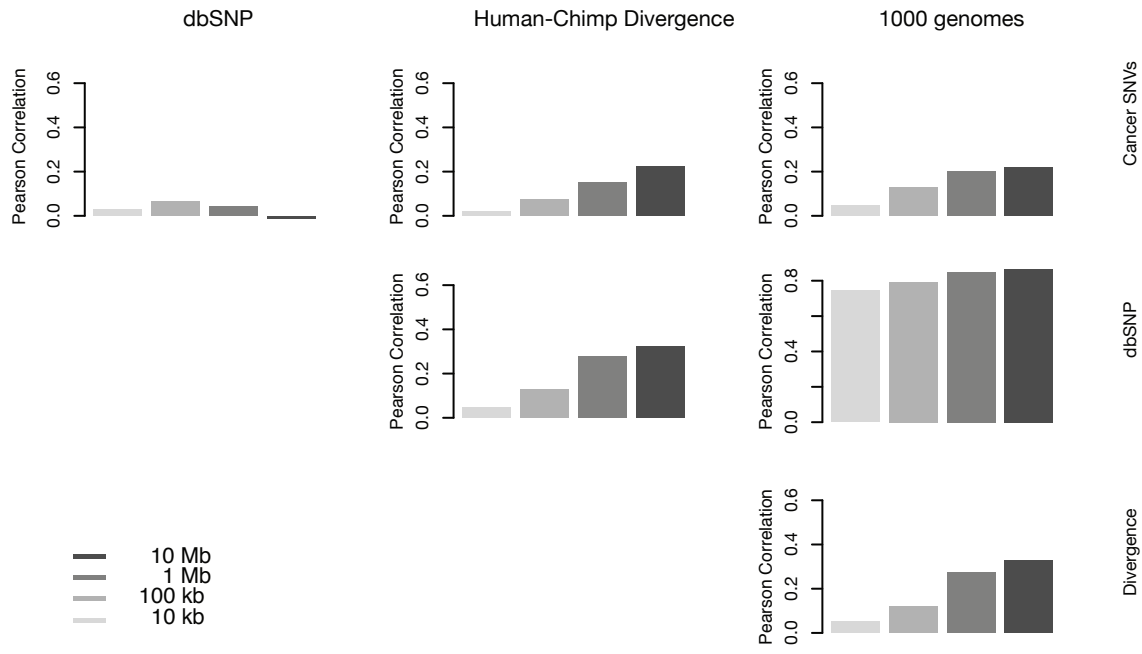 dbSNP
Human-Chimp Divergence
1000 genomes
Pearson Correlation
0.0 0.2 0.4 0.6
Pearson Correlation
0.0 0.2 0.4 0.6
Pearson Correlation
0.0 0.2 0.4 0.6
Cancer SNVs
Pearson Correlation
0.0 0.2 0.4 0.6
Pearson Correlation
0.0 0.4 0.8
dbSNP
Pearson Correlation
0.0 0.2 0.4 0.6
Divergence
10 Mb
1 Mb
100 kb
10 kb